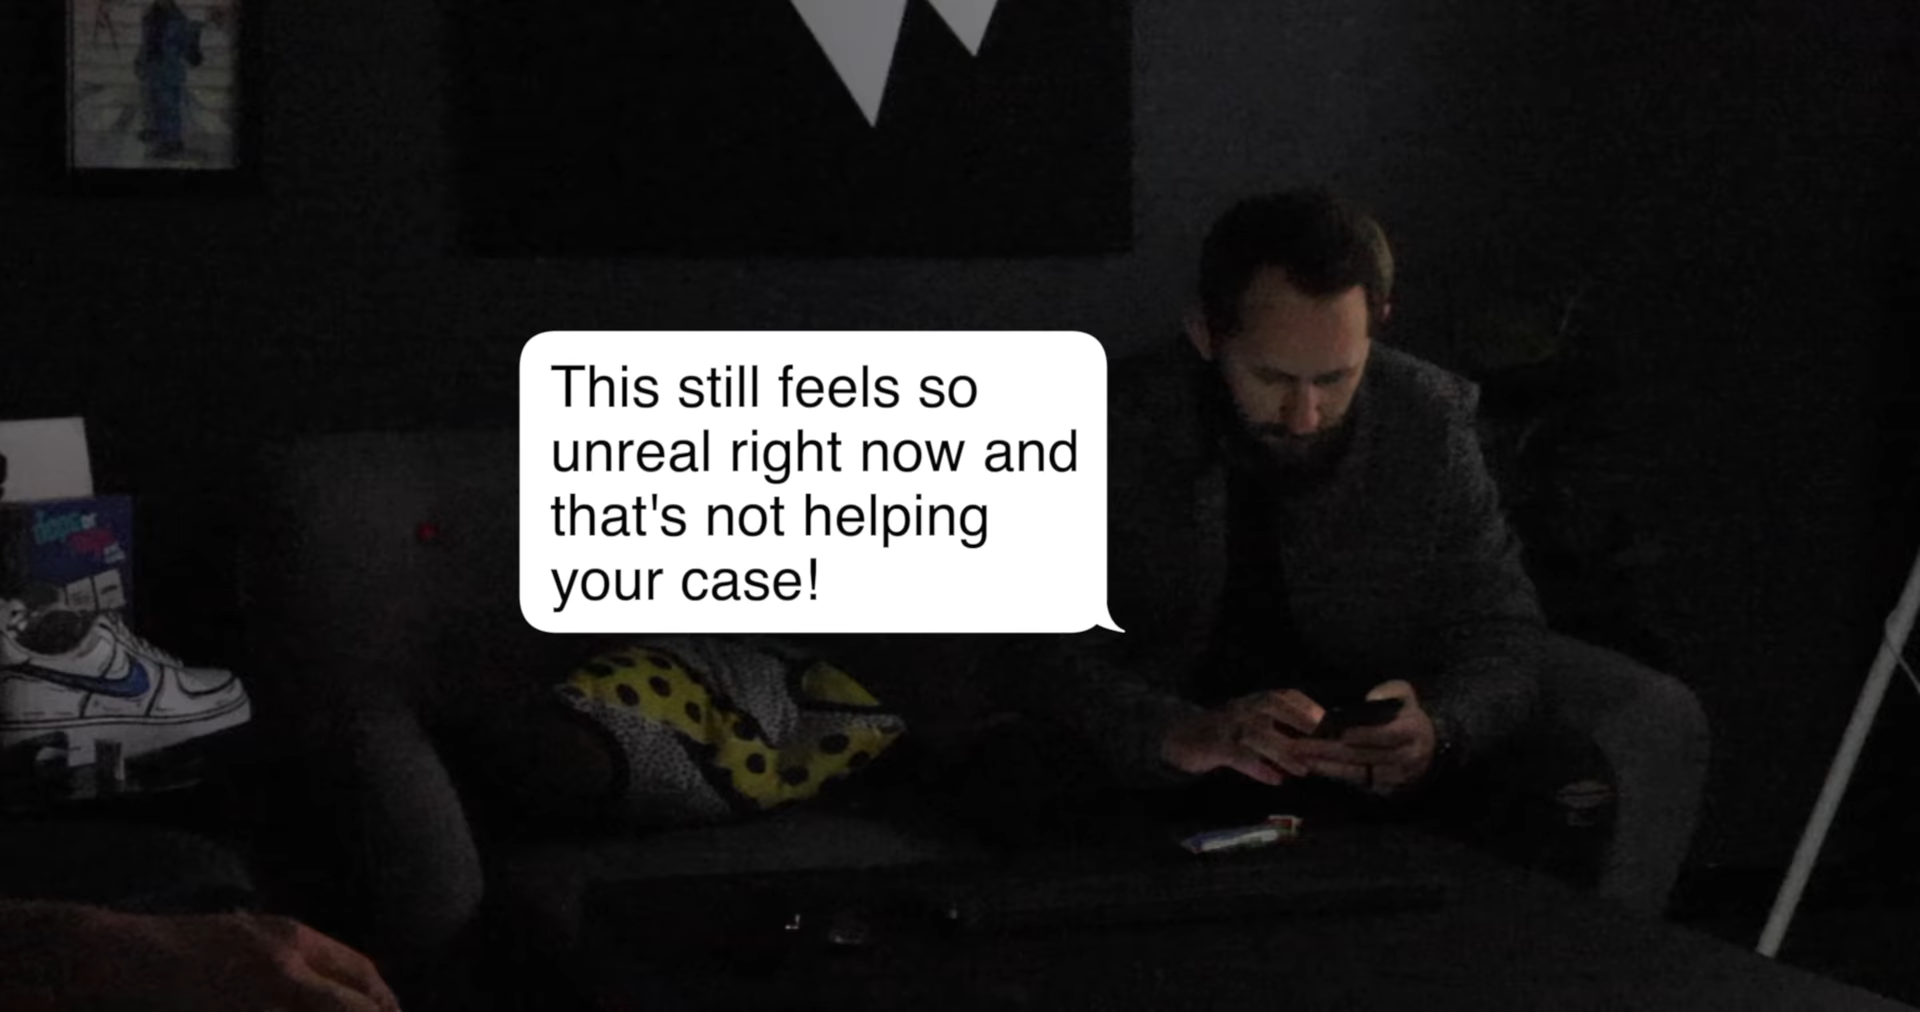 This still feels so
unreal right now and
that's not helping
your case!